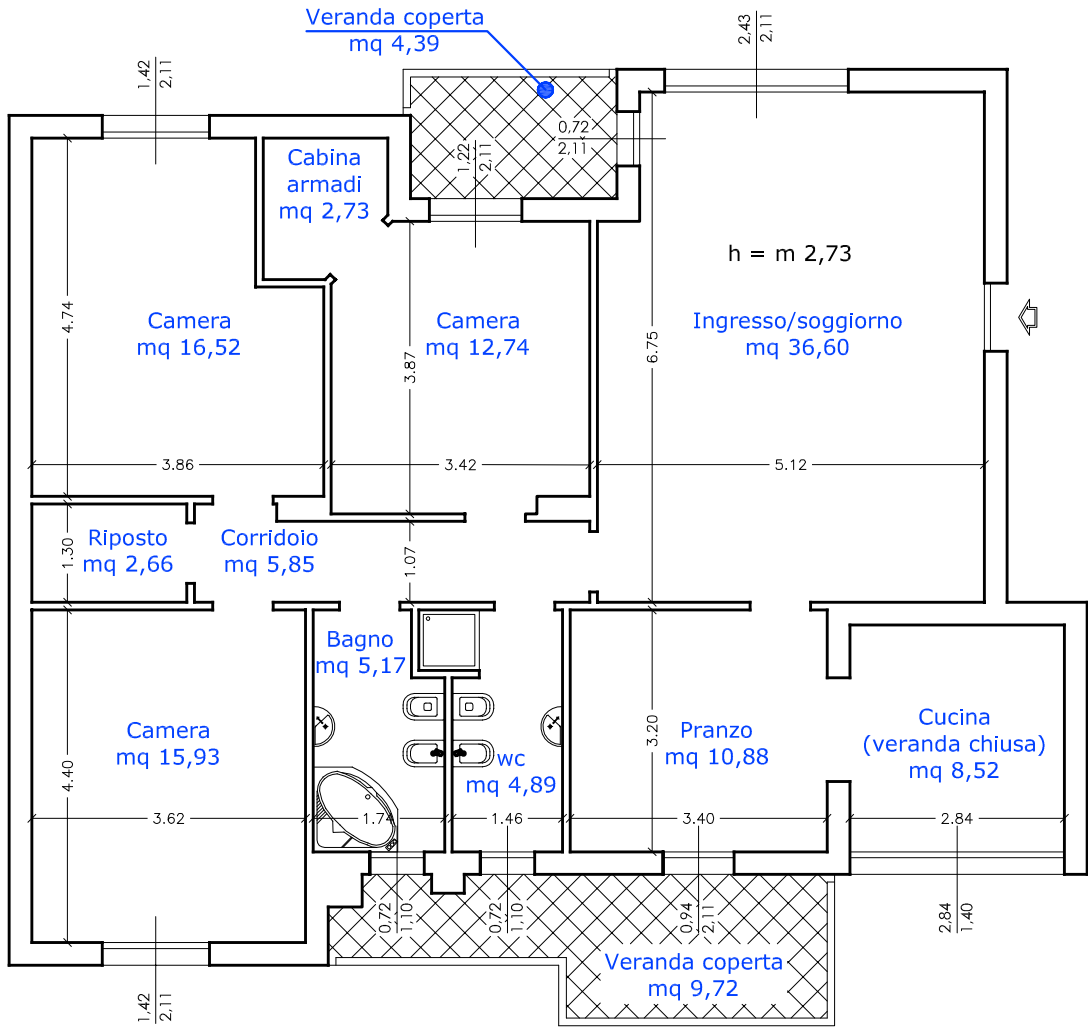 Veranda coperta
mq 4,39
2,43
2,11
1,42
2,11
0,72
2,11
1,22
2,11
Cabina
armadi
mq 2,73
h = m 2,73
Camera
mq 16,52
Camera
mq 12,74
Ingresso/soggiorno
mq 36,60
4.74
3.87
6.75
3.86
3.42
5.12
Riposto
mq 2,66
Corridoio
mq 5,85
1.30
1.07
Bagno
mq 5,17
Camera
mq 15,93
wc
mq 4,89
Pranzo
mq 10,88
Cucina
(veranda chiusa)
mq 8,52
4.40
3.20
3.62
1.74
1.46
3.40
2.84
0,72
1,10
0,72
1,10
0,94
2,11
2,84
1,40
Veranda coperta
mq 9,72
1,42
2,11